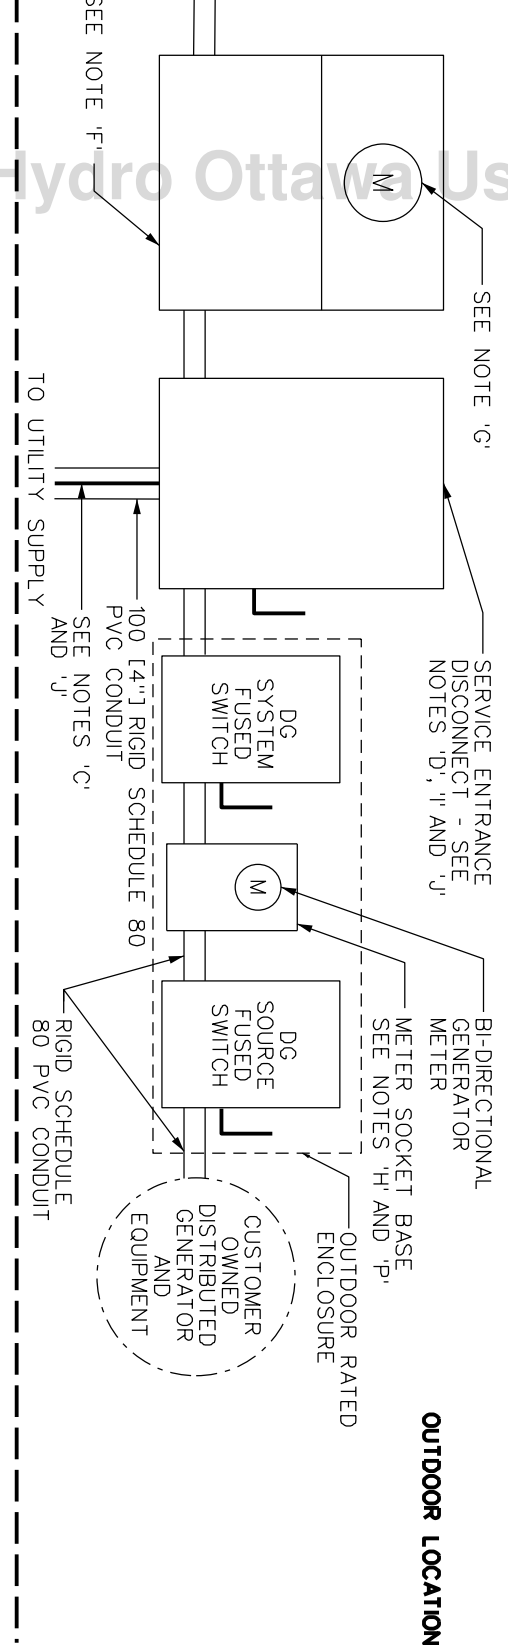 Hydro Ottawa Us
SEE NOTE 'F'
M
SEE NOTE 'G'
TO UTILITY SUPPLY
SEE NOTES 'C'
AND 'J'
100 [4"] RIGID SCHEDULE 80
PVC CONDUIT
SERVICE ENTRANCE
DISCONNECT - SEE
NOTES 'D', 'I' AND 'J'
DG
SYSTEM
FUSED
SWITCH
M
BI-DIRECTIONAL
GENERATOR
METER
METER SOCKET BASE
SEE NOTES 'H' AND 'P'
DG
SOURCE
FUSED
SWITCH
RIGID SCHEDULE
80 PVC CONDUIT
OUTDOOR RATED
ENCLOSURE
CUSTOMER
OWNED
DISTRIBUTED
GENERATOR
AND
EQUIPMENT
OUTDOOR LOCATION